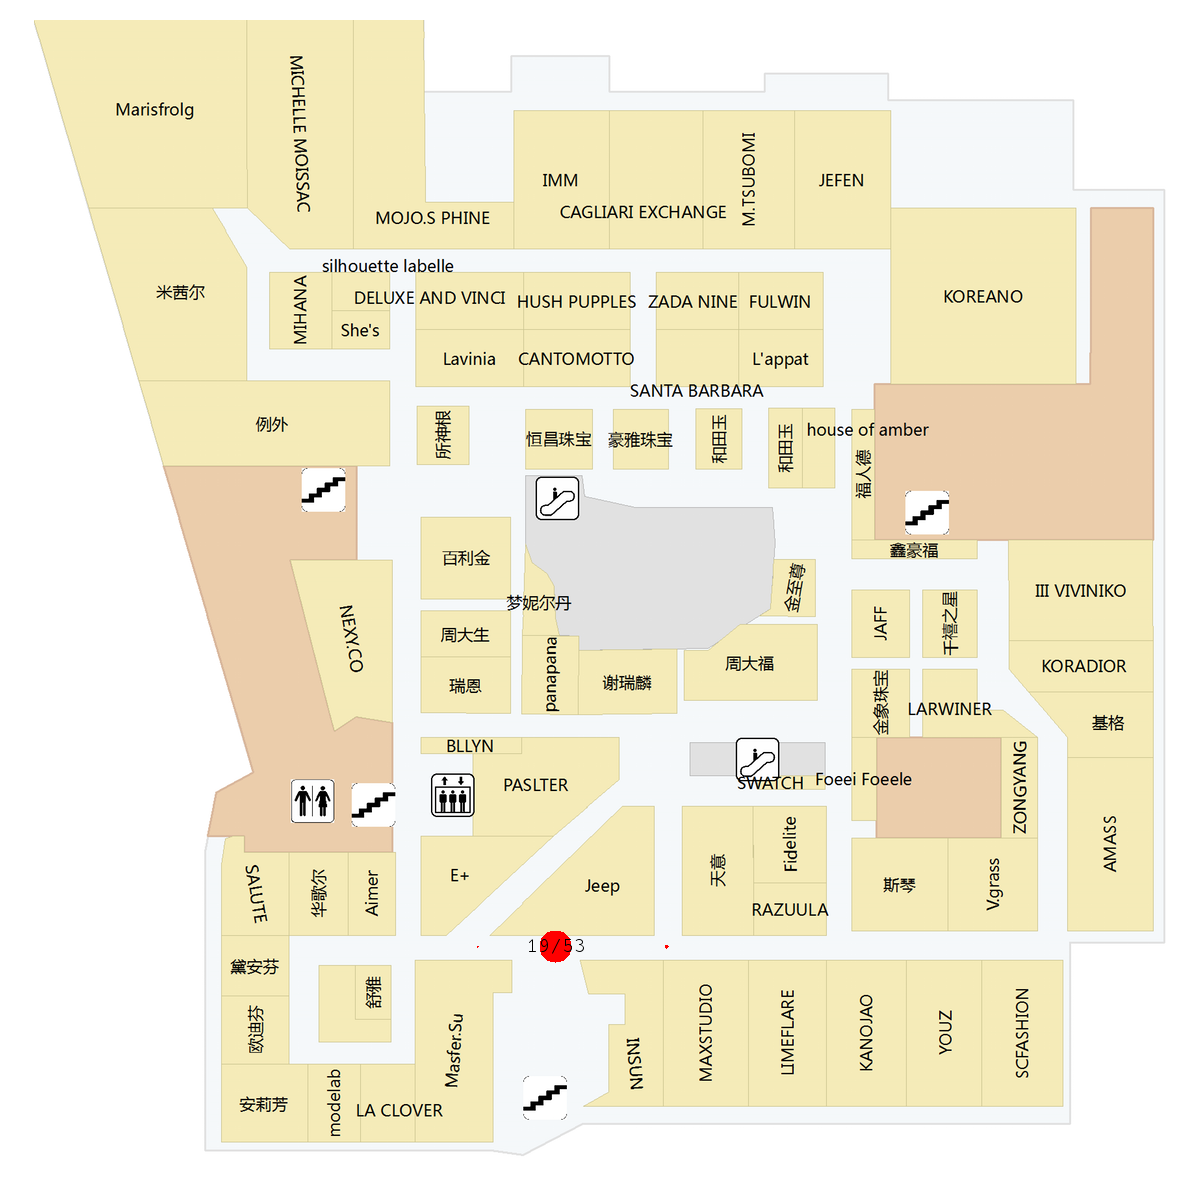 Marisfrolg
MICHELLE MOISSAC
MOJO.S PHINE
IMM
CAGLIARI EXCHANGE
M.TSUBOMI
JEFEN
米茜尔
silhouette labelle
MIHANA
DELUXE AND VINCI
She's
HUSH PUPPLES
ZADA NINE
FULWIN
KOREANO
Lavinia
CANTOMOTTO
L'appat
SANTA BARBARA
例外
所神根
恒昌珠宝
豪雅珠宝
和田玉
和田玉
house of amber
福人德
鑫豪福
百利金
梦妮尔丹
金至尊
III VIVINIKO
JAFF
千禧之星
NEXY.CO
周大生
瑞恩
panapana
谢瑞麟
周大福
KORADIOR
金象珠宝
LARWINER
基格
BLLYN
PASLTER
SWATCH
Foeei Foeele
ZONGYANG
AMASS
SALUTE
华歌尔
Aimer
E+
Jeep
天意
Fidelite
RAZUULA
斯琴
V.grass
19/53
黛安芬
欧迪芬
舒雅
安莉芳
modelab
LA CLOVER
Masfer.Su
INSUN
MAXSTUDIO
LIMEFLARE
KANOJAO
YOUZ
SCFASHION